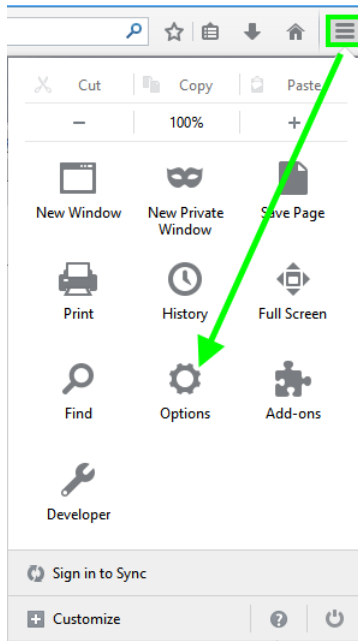 Cut Copy Paste
− 100% +
New Window New Private Window Save Page
Print History Full Screen
Find Options Add-ons
Developer
Sign in to Sync
Customize